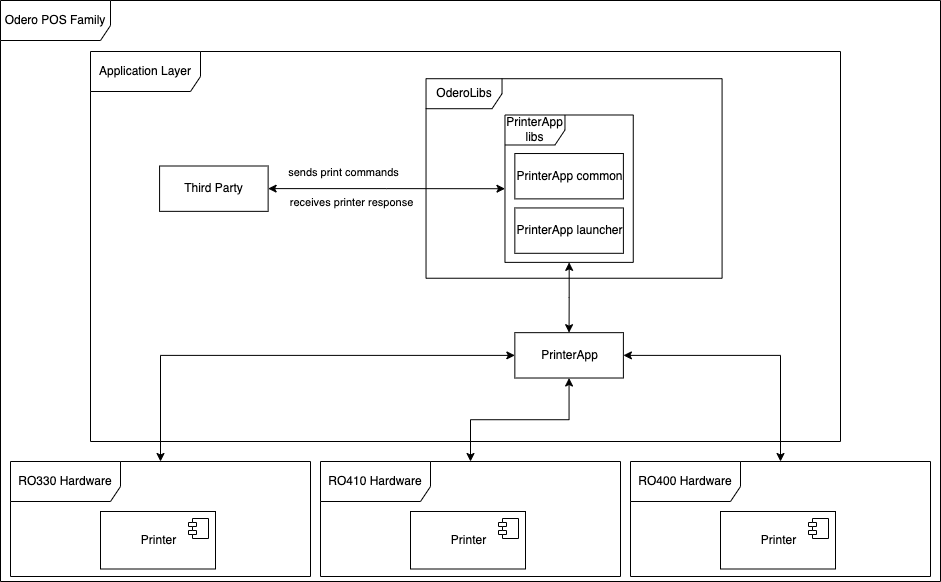 Odero POS Family
Application Layer
OderoLibs
PrinterApp
libs
PrinterApp common
PrinterApp launcher
Third Party
sends print commands
receives printer response
PrinterApp
RO330 Hardware
Printer
RO410 Hardware
Printer
RO400 Hardware
Printer